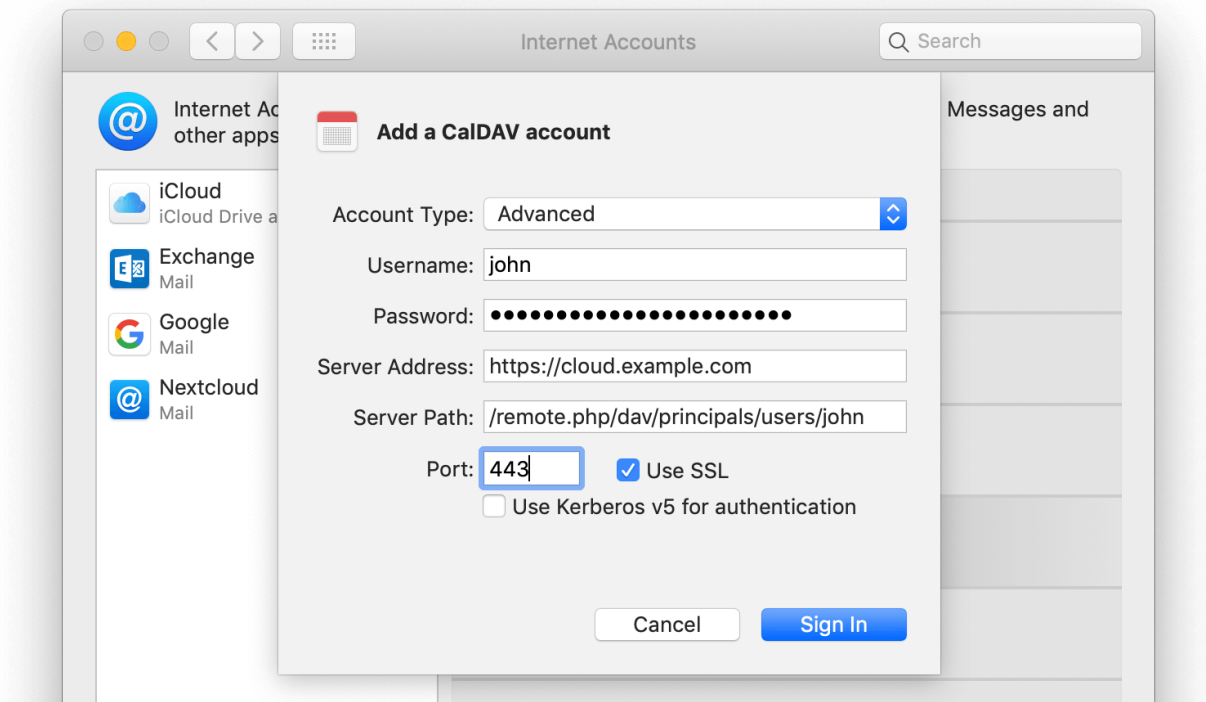 Internet Accounts
Search
Internet Ac
other apps
Messages and
iCloud
iCloud Drive a
Exchange
Mail
Google
Mail
Nextcloud
Mail
Add a CalDAV account
Account Type: Advanced
Username: john
Password: ●●●●●●●●●●●●●●●●●●●●●●●
Server Address: https://cloud.example.com
Server Path: /remote.php/dav/principals/users/john
Port: 443 Use SSL
Use Kerberos v5 for authentication
Cancel Sign In